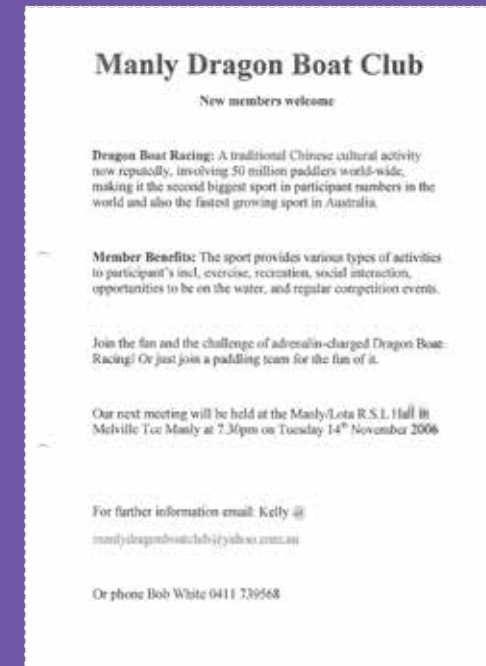 Manly Dragon Boat Club
New members welcome
Dragon Boat Racing: A traditional Chinese cultural activity
now reputedly, involving 50 million paddlers world-wide,
making it the second biggest sport in participant numbers in the
world and also the fastest growing sport in Australia.
Member Benefits: The sport provides various types of activities
to participant's incl, exercise, recreation, social interaction,
opportunities to be on the water, and regular competition events.
Join the fun and the challenge of adrenalin-charged Dragon Boat
Racing! Or just join a paddling team for the fun of it.
Our next meeting will be held at the Manly/Lota R.S.L Hall in
Melville Tce Manly at 7.30pm on Tuesday 14th November 2006
For further information email: Kelly @
manlydragonboatclub@yahoo.com.au
Or phone Bob White 0411 739568